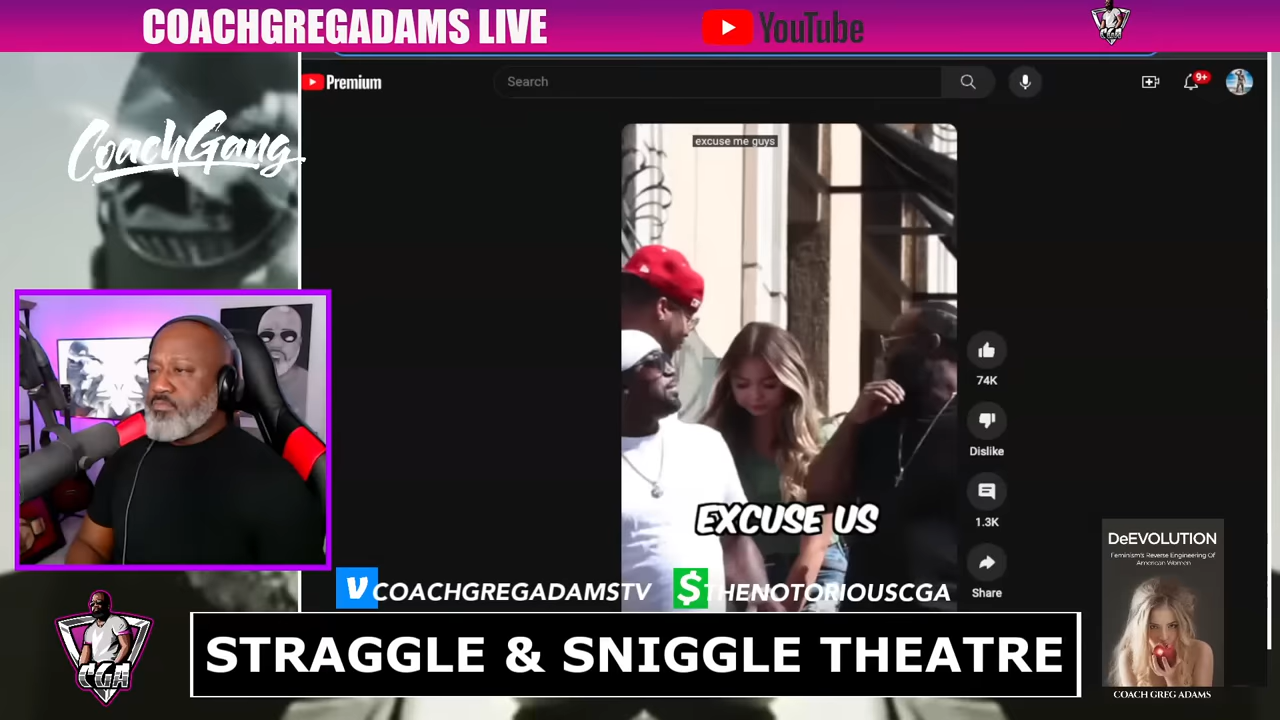 COACHGREGADAMS LIVE
YouTube
CGA
Premium
Search
9+
CoachGang
excuse me guys
74K
Dislike
1.3K
Share
EXCUSE US
COACHGREGADAMSTV
$THENOTORIOUSCGA
STRAGGLE & SNIGGLE THEATRE
CGA
DeEVOLUTION
Feminism's Reverse Engineering Of
American Women
COACH GREG ADAMS